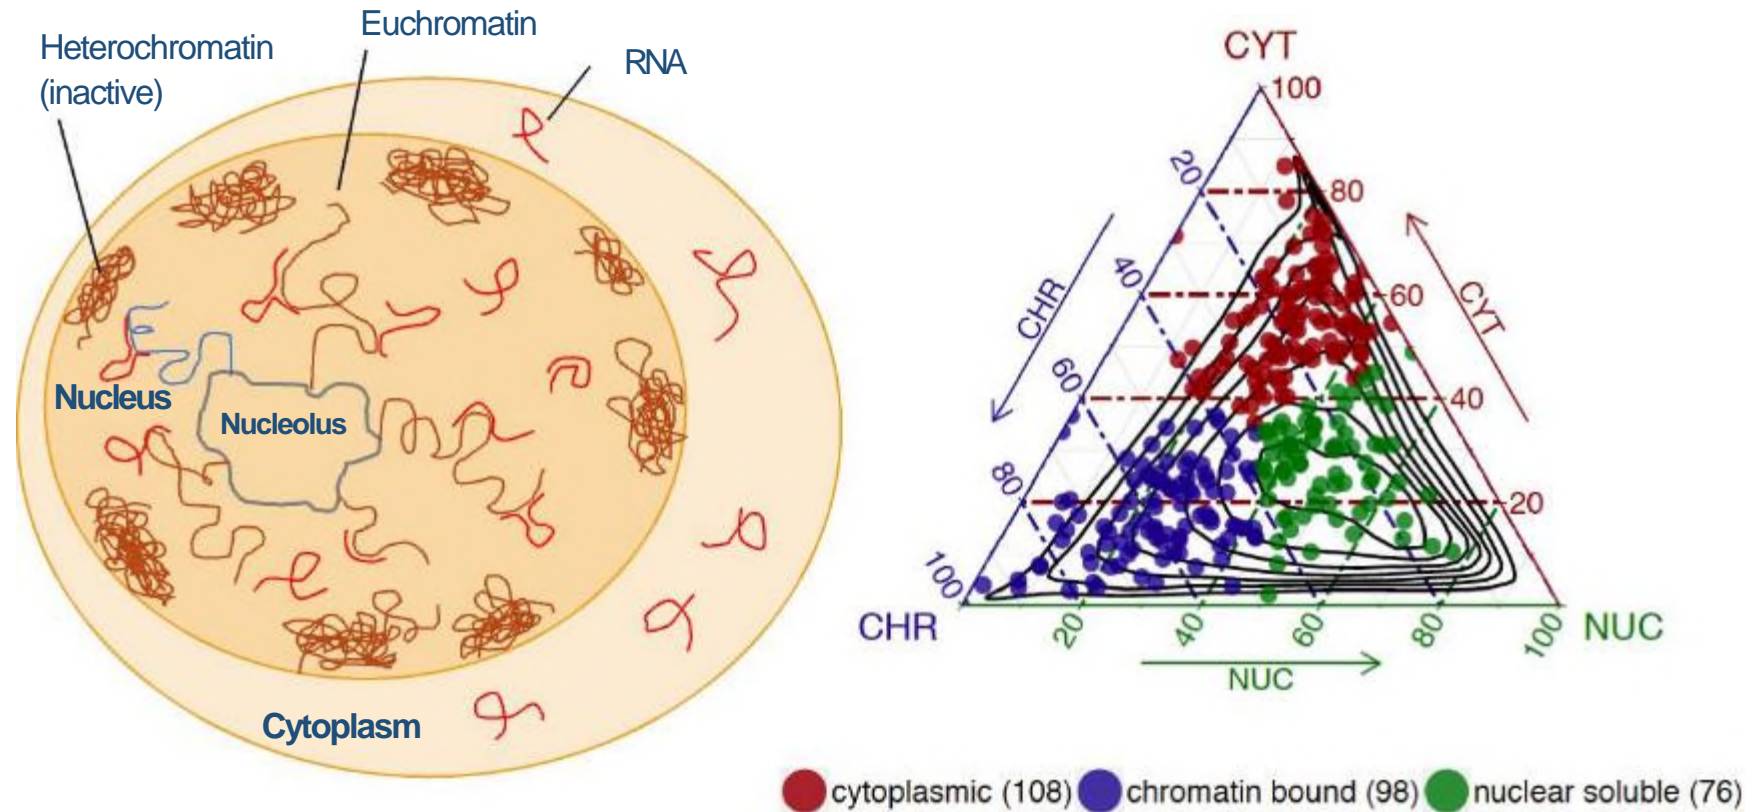 Heterochromatin
(inactive)
Euchromatin
RNA
Nucleus
Nucleolus
Cytoplasm
CYT
100
80
60
40
20
CYT
20
40
60
80
100
CHR
CHR
20
40
60
80
100
NUC
NUC
cytoplasmic (108) chromatin bound (98) nuclear soluble (76)